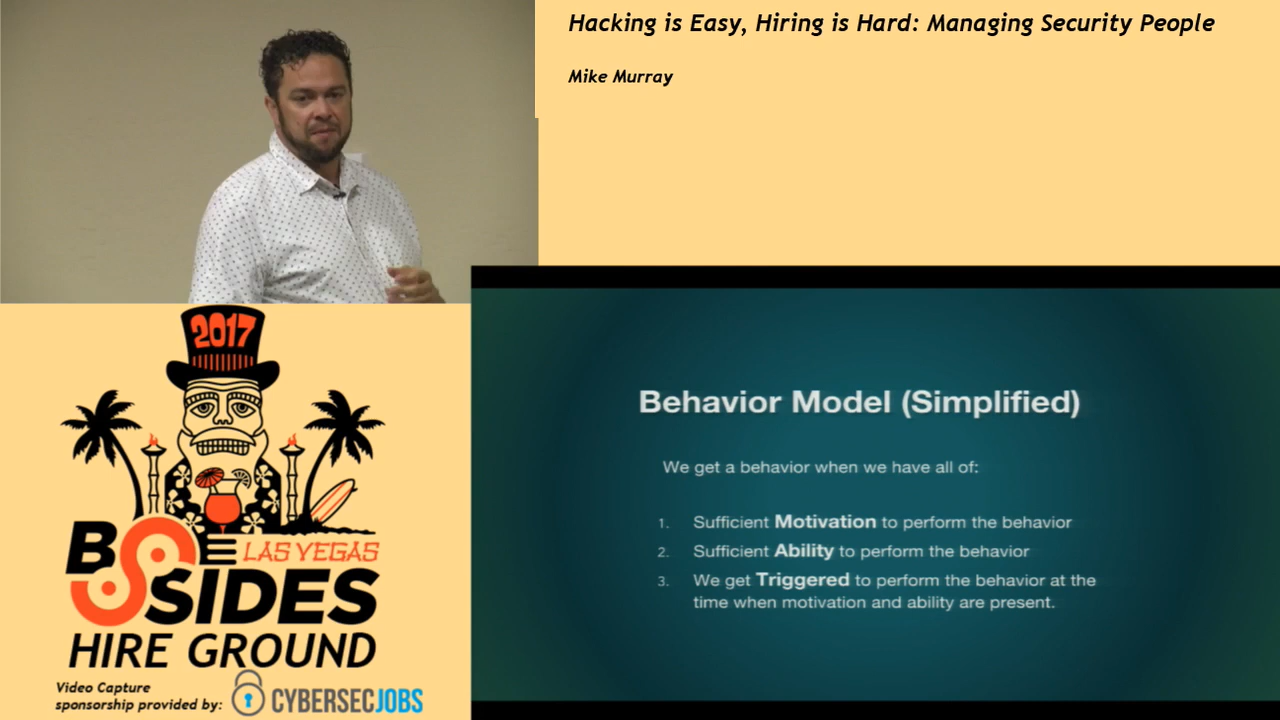 Hacking is Easy, Hiring is Hard: Managing Security People
Mike Murray
2017
BSIDES
LAS VEGAS
HIRE GROUND
Video Capture
sponsorship provided by:
CYBERSECJOBS
Behavior Model (Simplified)
We get a behavior when we have all of:
1. Sufficient Motivation to perform the behavior
2. Sufficient Ability to perform the behavior
3. We get Triggered to perform the behavior at the
time when motivation and ability are present.